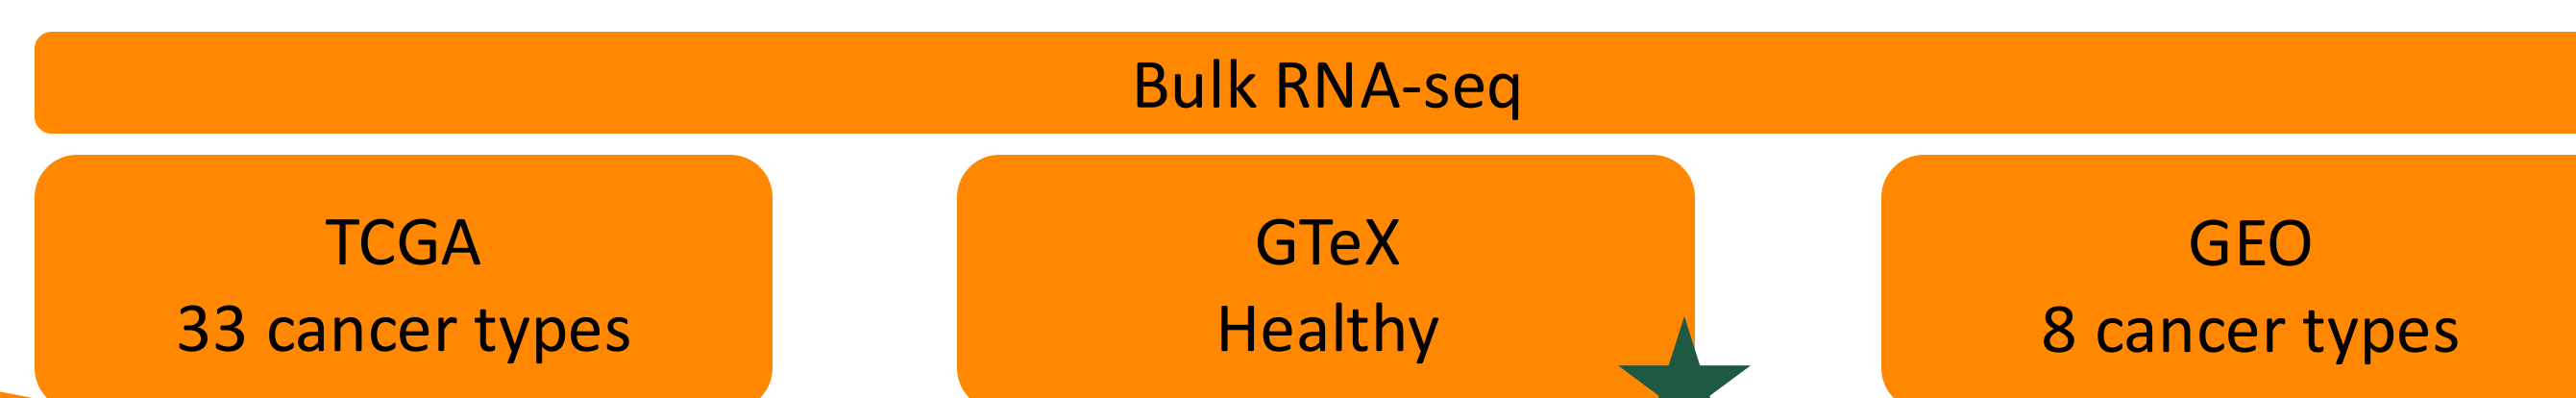 Bulk RNA-seq
TCGA
33 cancer types
GTeX
Healthy
GEO
8 cancer types